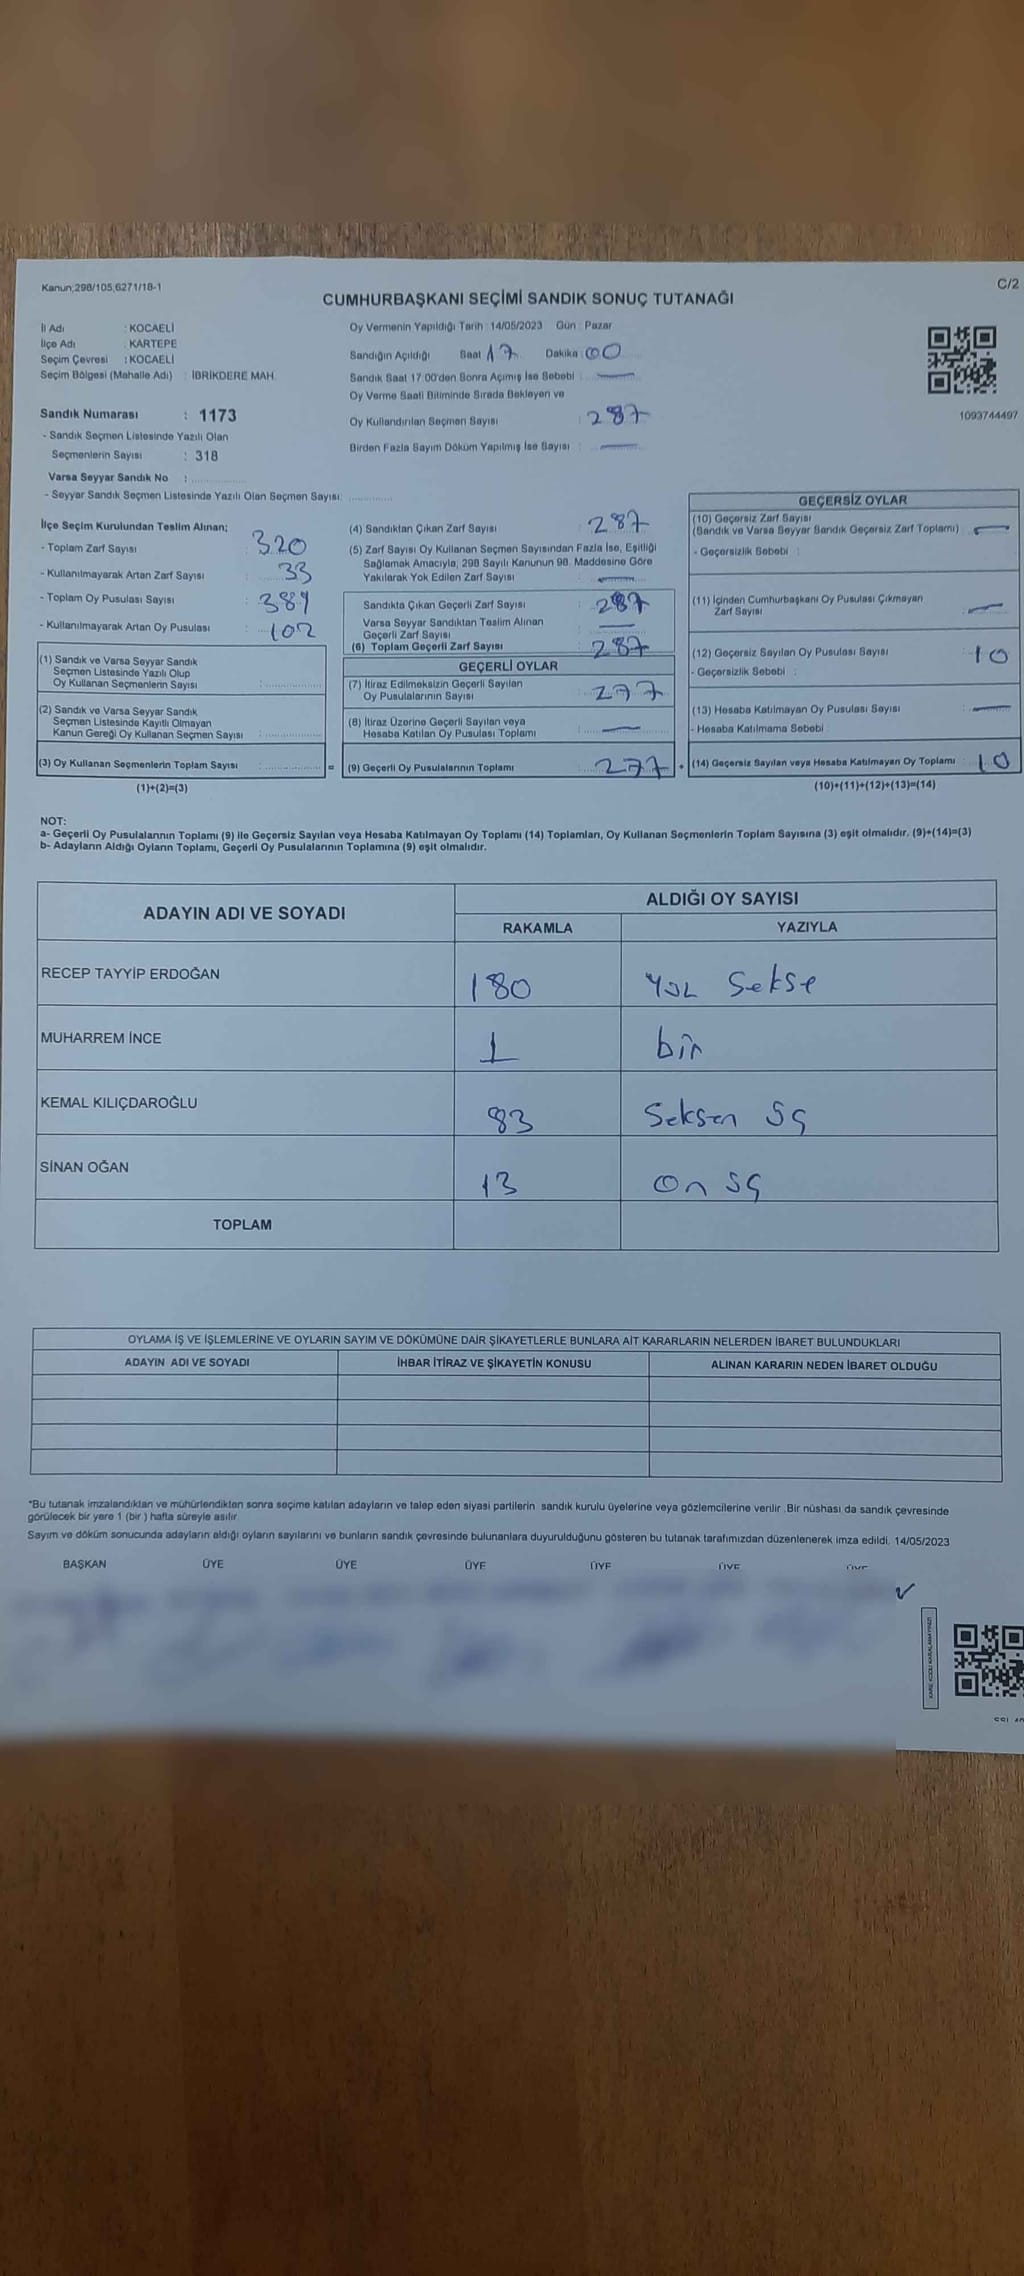 Kanun;298/105,6271/18-1
C/2
CUMHURBAŞKANI SEÇİMİ SANDIK SONUÇ TUTANAĞI
İl Adı : KOCAELİ
İlçe Adı : KARTEPE
Seçim Çevresi : KOCAELİ
Seçim Bölgesi (Mahalle Adı) : İBRİKDERE MAH.
Sandık Numarası : 1173
- Sandık Seçmen Listesinde Yazılı Olan
Seçmenlerin Sayısı : 318
Varsa Seyyar Sandık No :
- Seyyar Sandık Seçmen Listesinde Yazılı Olan Seçmen Sayısı:
Oy Vermenin Yapıldığı Tarih : 14/05/2023 Gün : Pazar
Sandığın Açıldığı Saat 17 Dakika 00
Sandık Saat 17:00'den Sonra Açımış İse Sebebi : —
Oy Verme Saati Bitiminde Sırada Bekleyen ve
Oy Kullandırılan Seçmen Sayısı : 287
Birden Fazla Sayım Döküm Yapılmış İse Sayısı : —
1093744497
İlçe Seçim Kurulundan Teslim Alınan;
- Toplam Zarf Sayısı : 320
- Kullanılmayarak Artan Zarf Sayısı : 33
- Toplam Oy Pusulası Sayısı : 389
- Kullanılmayarak Artan Oy Pusulası : 102
(1) Sandık ve Varsa Seyyar Sandık
Seçmen Listesinde Yazılı Olup
Oy Kullanan Seçmenlerin Sayısı :
(2) Sandık ve Varsa Seyyar Sandık
Seçmen Listesinde Kayıtlı Olmayan
Kanun Gereği Oy Kullanan Seçmen Sayısı :
(3) Oy Kullanan Seçmenlerin Toplam Sayısı : =
(1)+(2)=(3)
(4) Sandıktan Çıkan Zarf Sayısı : 287
(5) Zarf Sayısı Oy Kullanan Seçmen Sayısından Fazla İse, Eşitliği
Sağlamak Amacıyla, 298 Sayılı Kanunun 98. Maddesine Göre
Yakılarak Yok Edilen Zarf Sayısı : —
Sandıkta Çıkan Geçerli Zarf Sayısı : 287
Varsa Seyyar Sandıktan Teslim Alınan
Geçerli Zarf Sayısı : —
(6) Toplam Geçerli Zarf Sayısı : 287
GEÇERLİ OYLAR
(7) İtiraz Edilmeksizin Geçerli Sayılan
Oy Pusulalarının Sayısı : 277
(8) İtiraz Üzerine Geçerli Sayılan veya
Hesaba Katılan Oy Pusulası Toplamı : —
(9) Geçerli Oy Pusulalarının Toplamı : 277 +
GEÇERSİZ OYLAR
(10) Geçersiz Zarf Sayısı
(Sandık ve Varsa Seyyar Sandık Geçersiz Zarf Toplamı) : —
- Geçersizlik Sebebi :
(11) İçinden Cumhurbaşkanı Oy Pusulası Çıkmayan
Zarf Sayısı : —
(12) Geçersiz Sayılan Oy Pusulası Sayısı : 10
- Geçersizlik Sebebi :
(13) Hesaba Katılmayan Oy Pusulası Sayısı : —
- Hesaba Katılmama Sebebi :
(14) Geçersiz Sayılan veya Hesaba Katılmayan Oy Toplamı : 10
(10)+(11)+(12)+(13)=(14)
NOT:
a- Geçerli Oy Pusulalarının Toplamı (9) ile Geçersiz Sayılan veya Hesaba Katılmayan Oy Toplamı (14) Toplamları, Oy Kullanan Seçmenlerin Toplam Sayısına (3) eşit olmalıdır. (9)+(14)=(3)
b- Adayların Aldığı Oyların Toplamı, Geçerli Oy Pusulalarının Toplamına (9) eşit olmalıdır.
ADAYIN ADI VE SOYADI
ALDIĞI OY SAYISI
RAKAMLA YAZIYLA
RECEP TAYYİP ERDOĞAN 180 Yüz Sekse
MUHARREM İNCE 1 bir
KEMAL KILIÇDAROĞLU 83 Seksen üç
SİNAN OĞAN 13 on üç
TOPLAM
OYLAMA İŞ VE İŞLEMLERİNE VE OYLARIN SAYIM VE DÖKÜMÜNE DAİR ŞİKAYETLERLE BUNLARA AİT KARARLARIN NELERDEN İBARET BULUNDUKLARI
ADAYIN ADI VE SOYADI İHBAR İTİRAZ VE ŞİKAYETİN KONUSU ALINAN KARARIN NEDEN İBARET OLDUĞU
*Bu tutanak imzalandıktan ve mühürlendikten sonra seçime katılan adayların ve talep eden siyasi partilerin sandık kurulu üyelerine veya gözlemcilerine verilir .Bir nüshası da sandık çevresinde
görülecek bir yere 1 (bir ) hafta süreyle asılır.
Sayım ve döküm sonucunda adayların aldığı oyların sayılarını ve bunların sandık çevresinde bulunanlara duyurulduğunu gösteren bu tutanak tarafımızdan düzenlenerek imza edildi. 14/05/2023
BAŞKAN ÜYE ÜYE ÜYE ÜYE ÜYE ÜYE
KARE KODU KARALAMAYINIZ!